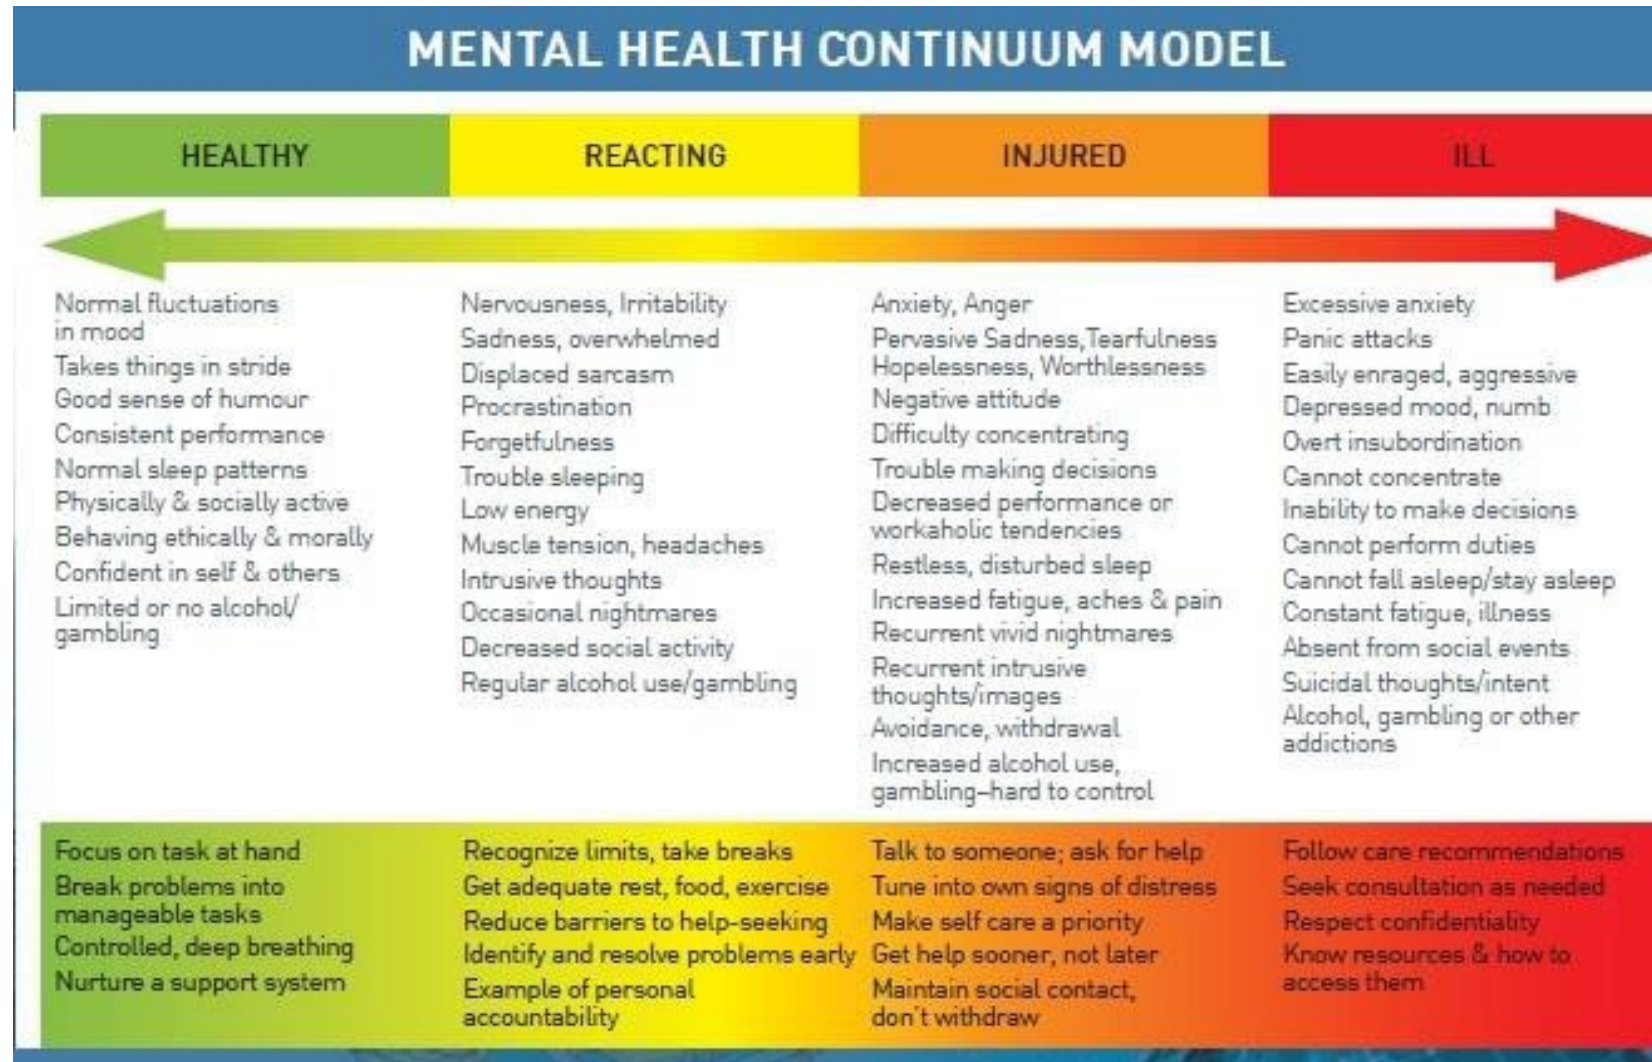 MENTAL HEALTH CONTINUUM MODEL
HEALTHY
REACTING
INJURED
ILL
Normal fluctuations
in mood
Takes things in stride
Good sense of humour
Consistent performance
Normal sleep patterns
Physically & socially active
Behaving ethically & morally
Confident in self & others
Limited or no alcohol/
gambling
Nervousness, Irritability
Sadness, overwhelmed
Displaced sarcasm
Procrastination
Forgetfulness
Trouble sleeping
Low energy
Muscle tension, headaches
Intrusive thoughts
Occasional nightmares
Decreased social activity
Regular alcohol use/gambling
Anxiety, Anger
Pervasive Sadness,Tearfulness
Hopelessness, Worthlessness
Negative attitude
Difficulty concentrating
Trouble making decisions
Decreased performance or
workaholic tendencies
Restless, disturbed sleep
Increased fatigue, aches & pain
Recurrent vivid nightmares
Recurrent intrusive
thoughts/images
Avoidance, withdrawal
Increased alcohol use,
gambling–hard to control
Excessive anxiety
Panic attacks
Easily enraged, aggressive
Depressed mood, numb
Overt insubordination
Cannot concentrate
Inability to make decisions
Cannot perform duties
Cannot fall asleep/stay asleep
Constant fatigue, illness
Absent from social events
Suicidal thoughts/intent
Alcohol, gambling or other
addictions
Focus on task at hand
Break problems into
manageable tasks
Controlled, deep breathing
Nurture a support system
Recognize limits, take breaks
Get adequate rest, food, exercise
Reduce barriers to help-seeking
Identify and resolve problems early
Example of personal
accountability
Talk to someone; ask for help
Tune into own signs of distress
Make self care a priority
Get help sooner, not later
Maintain social contact,
don't withdraw
Follow care recommendations
Seek consultation as needed
Respect confidentiality
Know resources & how to
access them